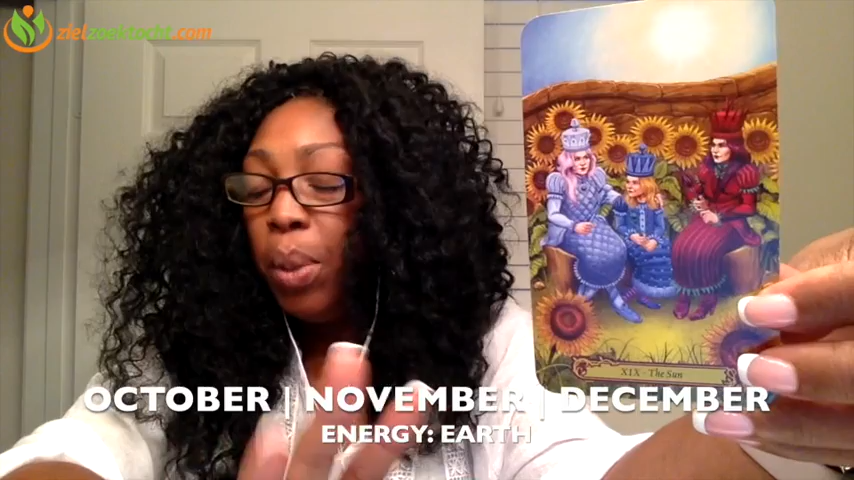 zielzoektocht.com
XIX - The Sun
OCTOBER | NOVEMBER | DECEMBER
ENERGY: EARTH